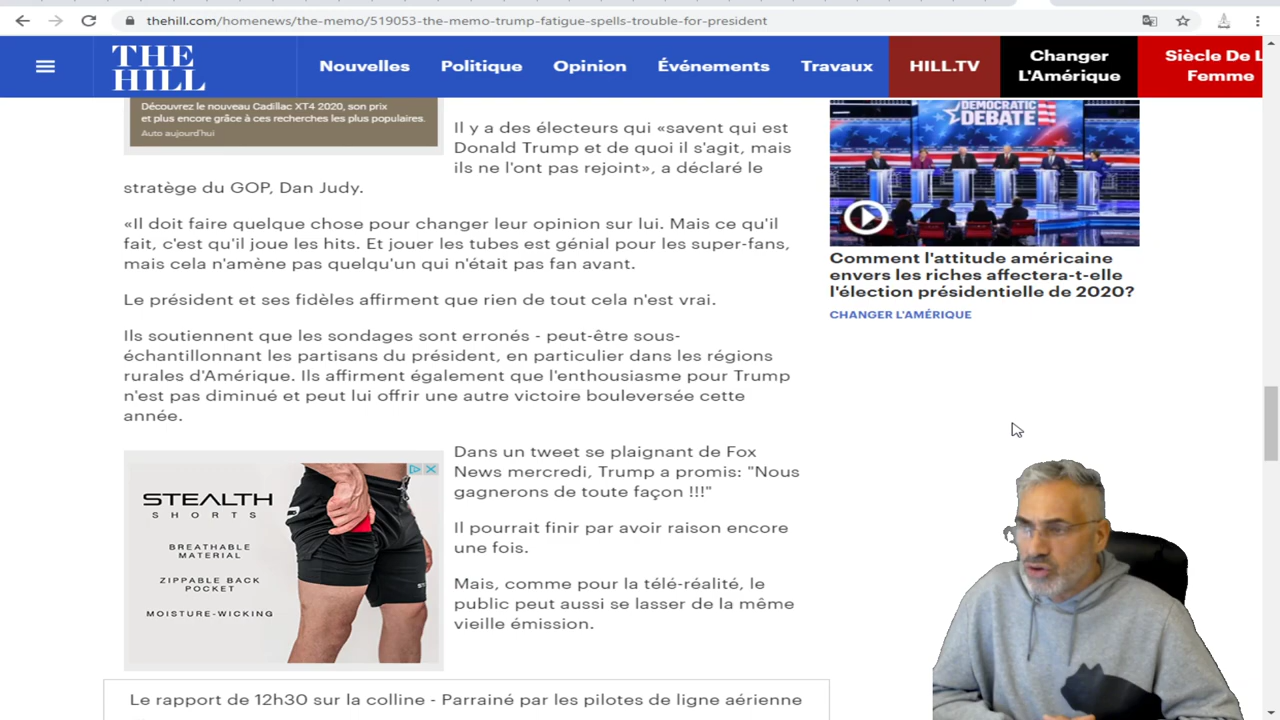 thehill.com/homenews/the-memo/519053-the-memo-trump-fatigue-spells-trouble-for-president
THE
HILL
Nouvelles
Politique
Opinion
Événements
Travaux
HILL.TV
Changer
L'Amérique
Siècle De L
Femme
Découvrez le nouveau Cadillac XT4 2020, son prix
et plus encore grâce à ces recherches les plus populaires.
Auto aujourd'hui
Il y a des électeurs qui «savent qui est
Donald Trump et de quoi il s'agit, mais
ils ne l'ont pas rejoint», a déclaré le
stratège du GOP, Dan Judy.
«Il doit faire quelque chose pour changer leur opinion sur lui. Mais ce qu'il
fait, c'est qu'il joue les hits. Et jouer les tubes est génial pour les super-fans,
mais cela n'amène pas quelqu'un qui n'était pas fan avant.
Le président et ses fidèles affirment que rien de tout cela n'est vrai.
Ils soutiennent que les sondages sont erronés - peut-être sous-
échantillonnant les partisans du président, en particulier dans les régions
rurales d'Amérique. Ils affirment également que l'enthousiasme pour Trump
n'est pas diminué et peut lui offrir une autre victoire bouleversée cette
année.
STEALTH
SHORTS
BREATHABLE
MATERIAL
ZIPPABLE BACK
POCKET
MOISTURE-WICKING
Dans un tweet se plaignant de Fox
News mercredi, Trump a promis: "Nous
gagnerons de toute façon !!!"
Il pourrait finir par avoir raison encore
une fois.
Mais, comme pour la télé-réalité, le
public peut aussi se lasser de la même
vieille émission.
Le rapport de 12h30 sur la colline - Parrainé par les pilotes de ligne aérienne
DEMOCRATIC
DEBATE
Comment l'attitude américaine
envers les riches affectera-t-elle
l'élection présidentielle de 2020?
CHANGER L'AMÉRIQUE